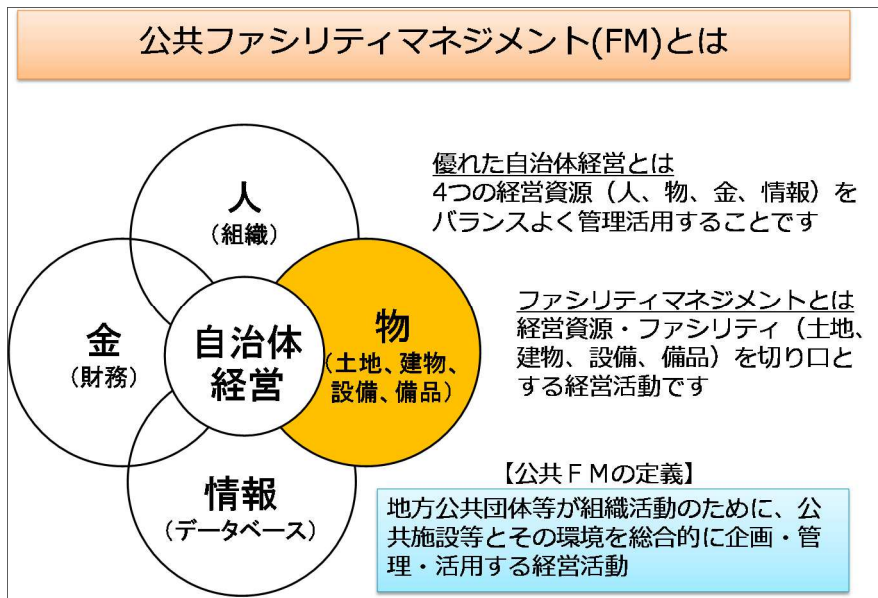 公共ファシリティマネジメント(FM)とは
人
(組織)
金
(財務)
自治体
経営
物
(土地、建物、
設備、備品)
情報
(データベース)
優れた自治体経営とは
4つの経営資源（人、物、金、情報）を
バランスよく管理活用することです
ファシリティマネジメントとは
経営資源・ファシリティ（土地、
建物、設備、備品）を切り口と
する経営活動です
【公共ＦＭの定義】
地方公共団体等が組織活動のために、公
共施設等とその環境を総合的に企画・管
理・活用する経営活動